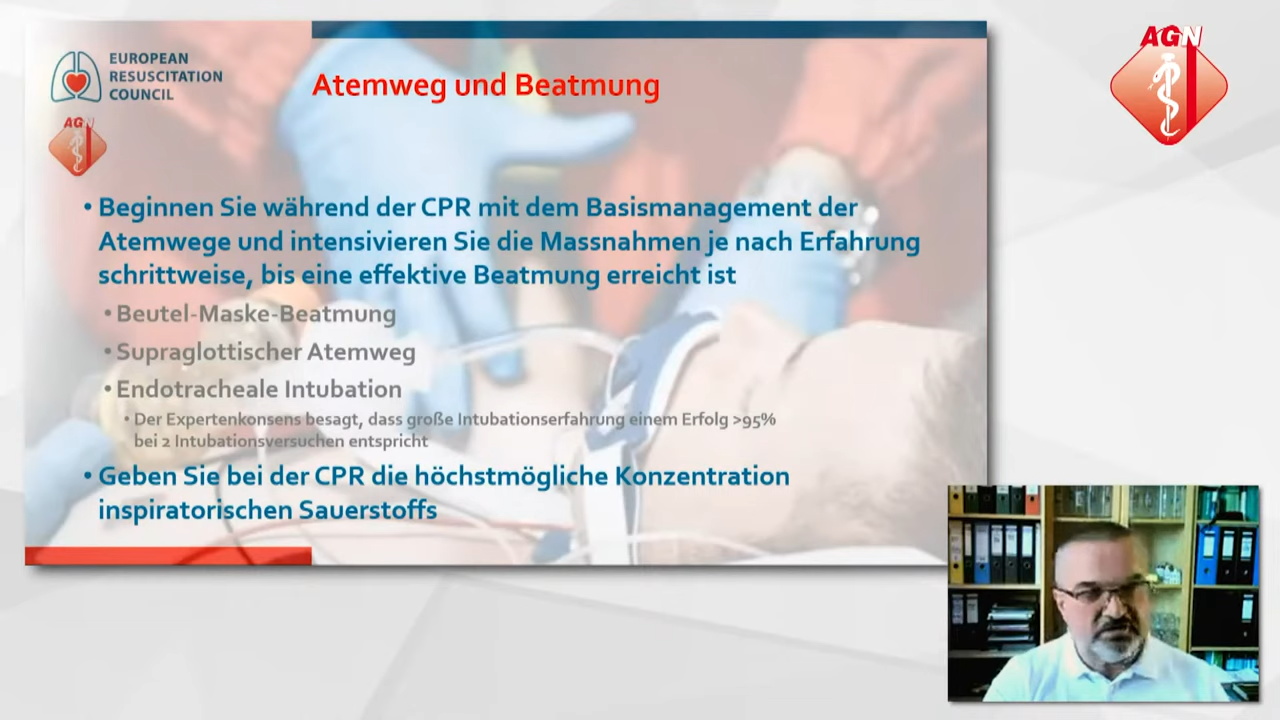 EUROPEAN
RESUSCITATION
COUNCIL
AGN
Atemweg und Beatmung
AGN
• Beginnen Sie während der CPR mit dem Basismanagement der
Atemwege und intensivieren Sie die Massnahmen je nach Erfahrung
schrittweise, bis eine effektive Beatmung erreicht ist
• Beutel-Maske-Beatmung
• Supraglottischer Atemweg
• Endotracheale Intubation
• Der Expertenkonsens besagt, dass große Intubationserfahrung einem Erfolg >95%
bei 2 Intubationsversuchen entspricht
• Geben Sie bei der CPR die höchstmögliche Konzentration
inspiratorischen Sauerstoffs